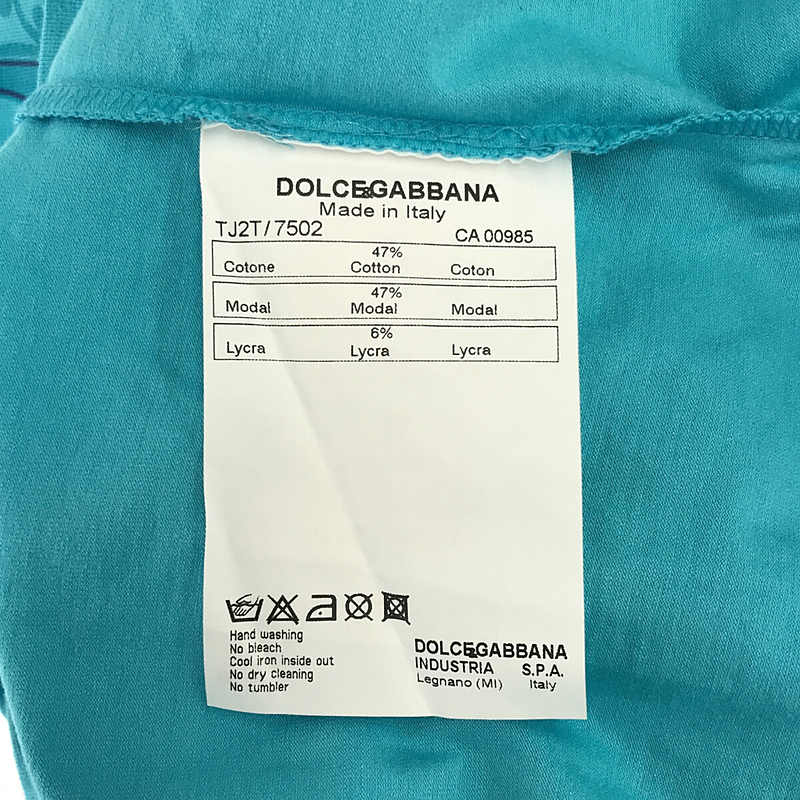 DOLCE&GABBANA
Made in Italy
TJ2T/7502 CA 00985
47%
Cotone Cotton Coton
47%
Modal Modal Modal
6%
Lycra Lycra Lycra
Hand washing
No bleach
Cool iron inside out
No dry cleaning
No tumbler
DOLCE&GABBANA
INDUSTRIA S.P.A.
Legnano (MI) Italy